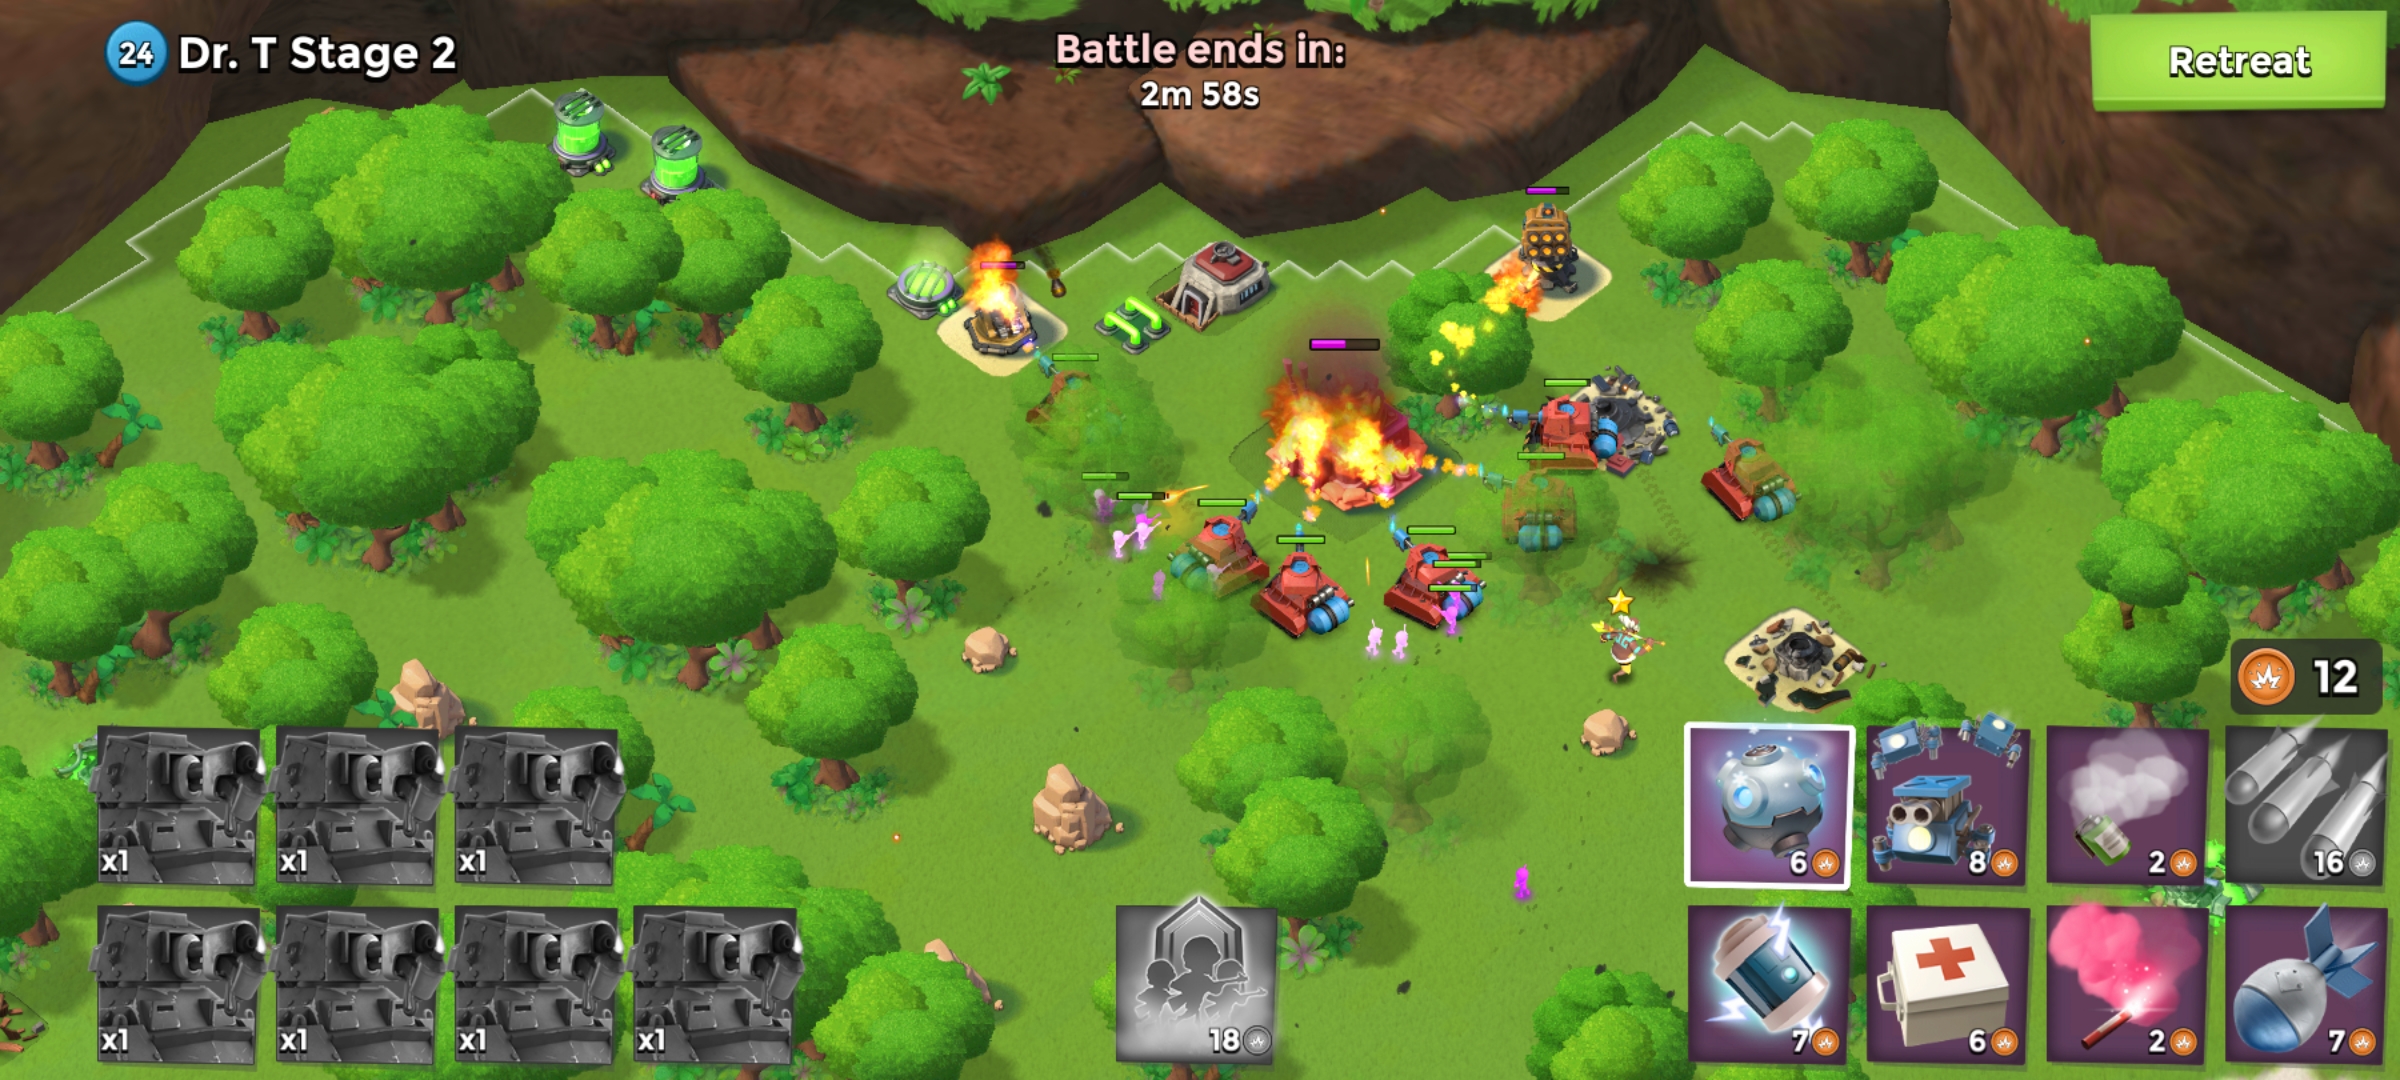 24 Dr. T Stage 2
Battle ends in:
2m 58s
Retreat
12
x1 x1 x1
6 8 2 16
x1 x1 x1 x1
18
7 6 2 7